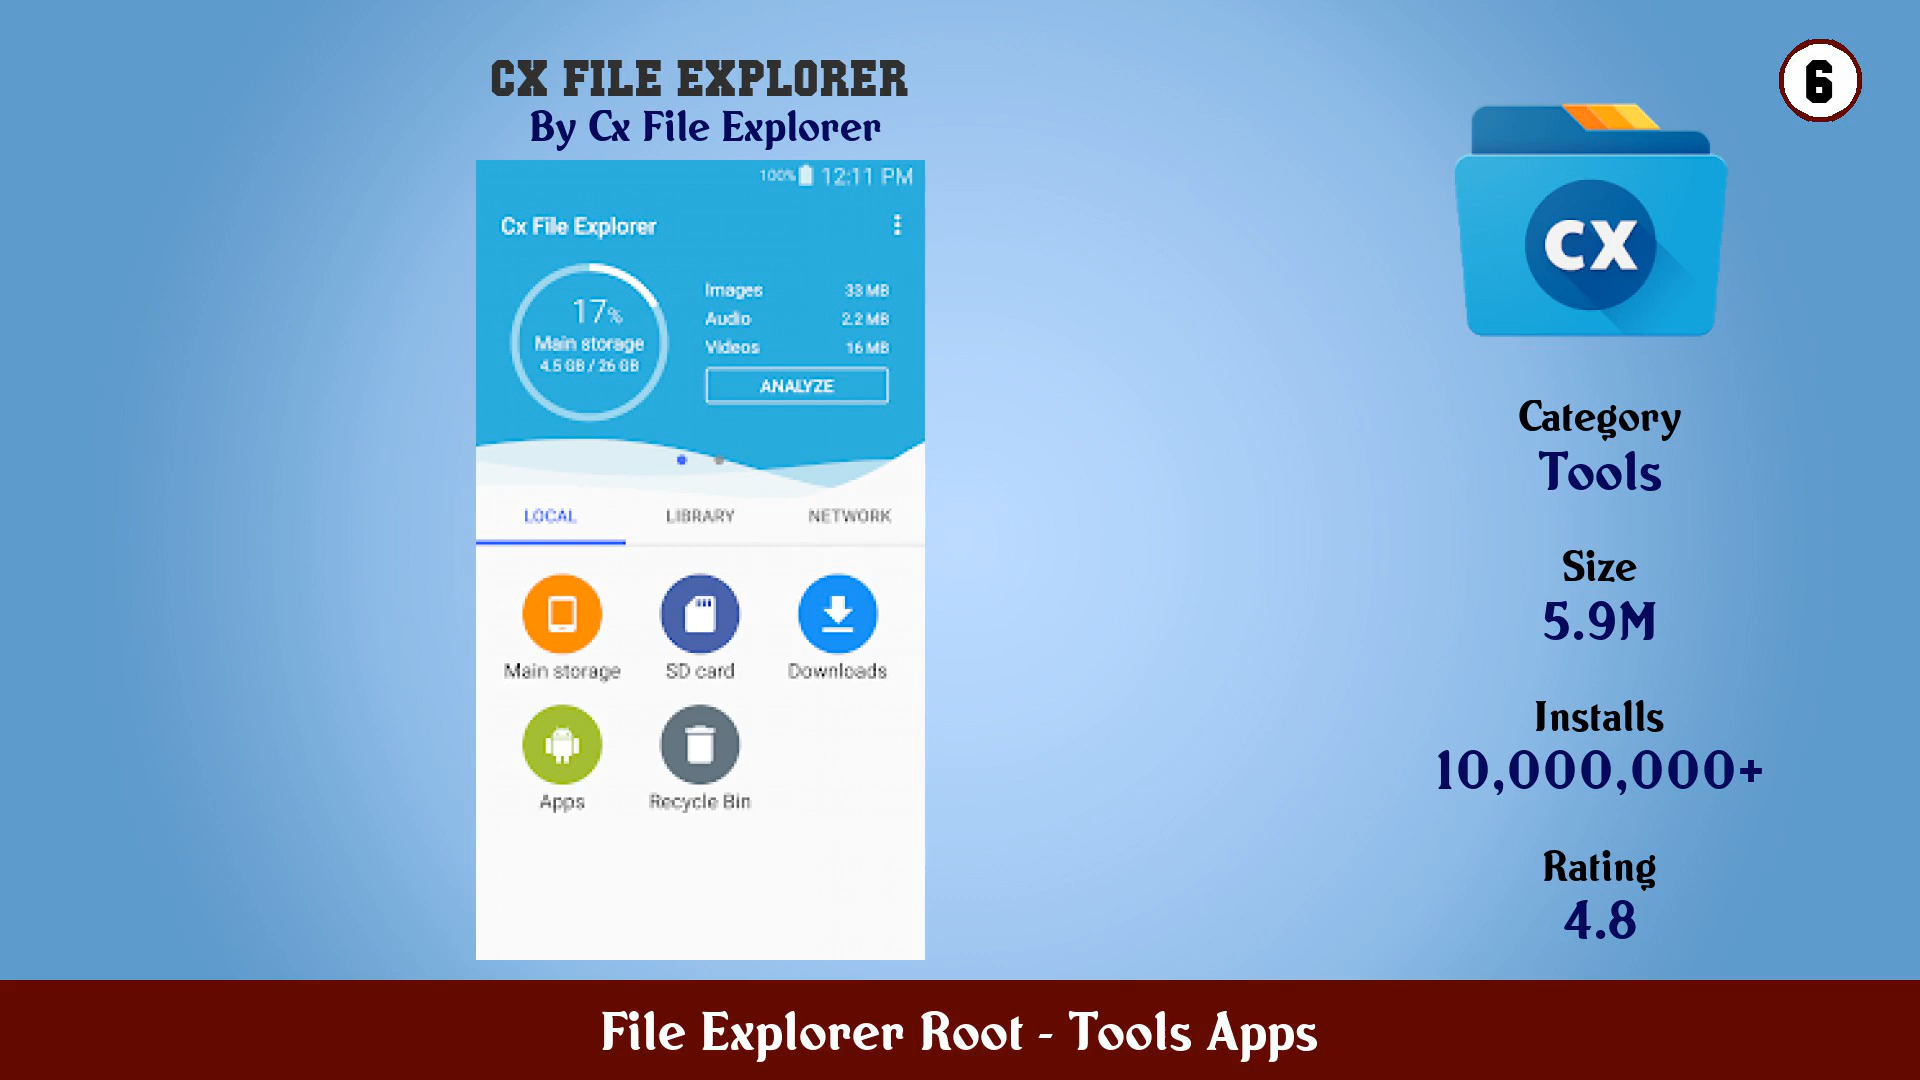 CX FILE EXPLORER
By Cx File Explorer
6
100% 12:11 PM
Cx File Explorer
17%
Main storage
4.5 GB / 26 GB
Images 33 MB
Audio 2.2 MB
Videos 16 MB
ANALYZE
LOCAL LIBRARY NETWORK
Main storage SD card Downloads
Apps Recycle Bin
CX
Category
Tools
Size
5.9M
Installs
10,000,000+
Rating
4.8
File Explorer Root - Tools Apps